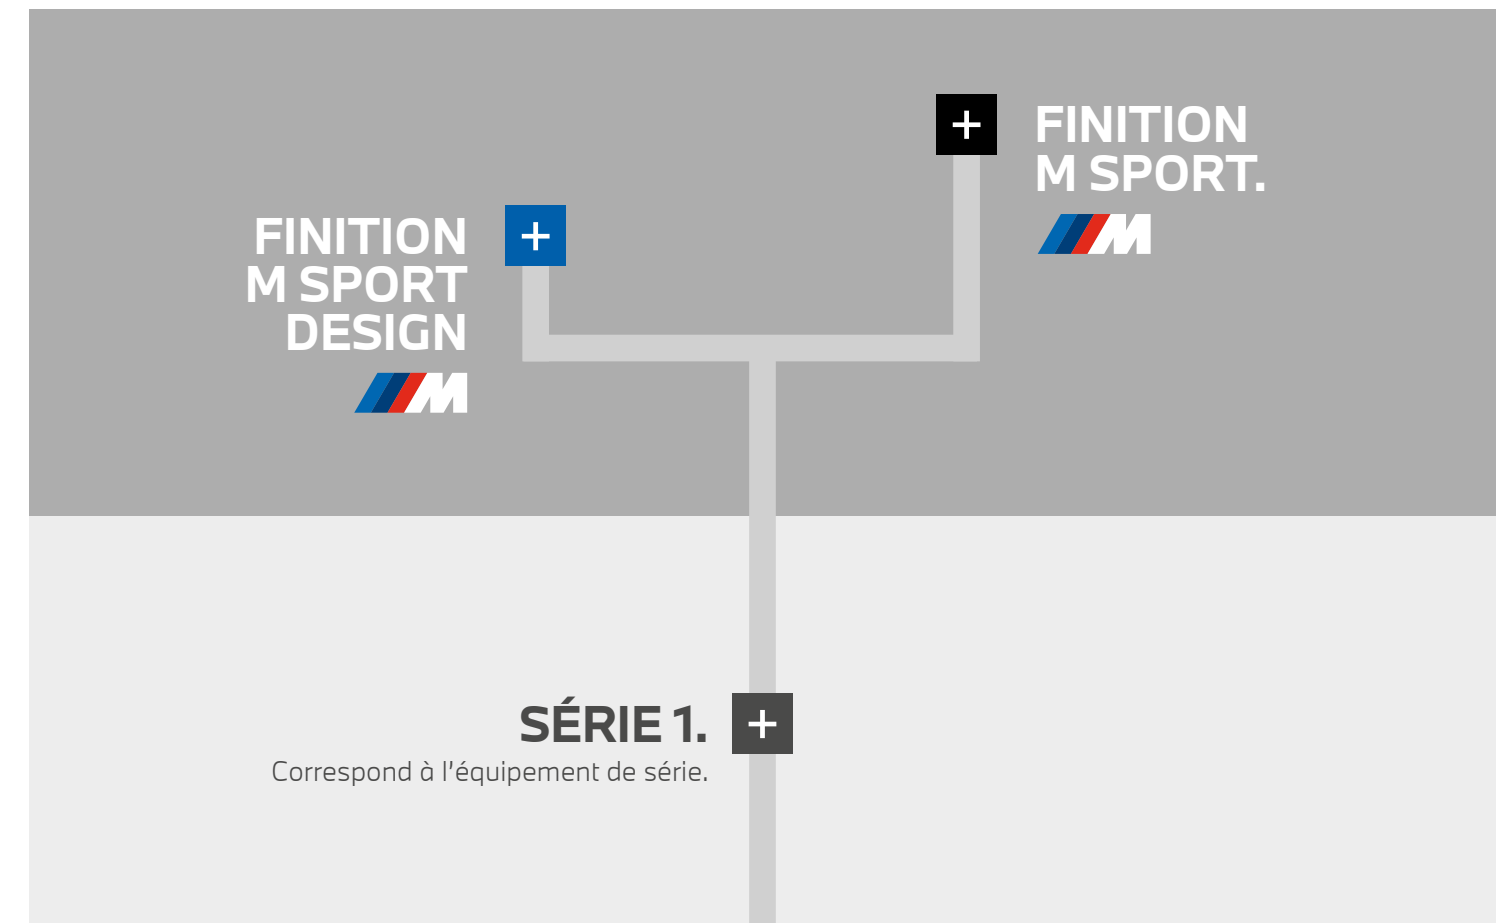 FINITION
M SPORT.
M
FINITION
M SPORT
DESIGN
M
SÉRIE 1.
Correspond à l'équipement de série.